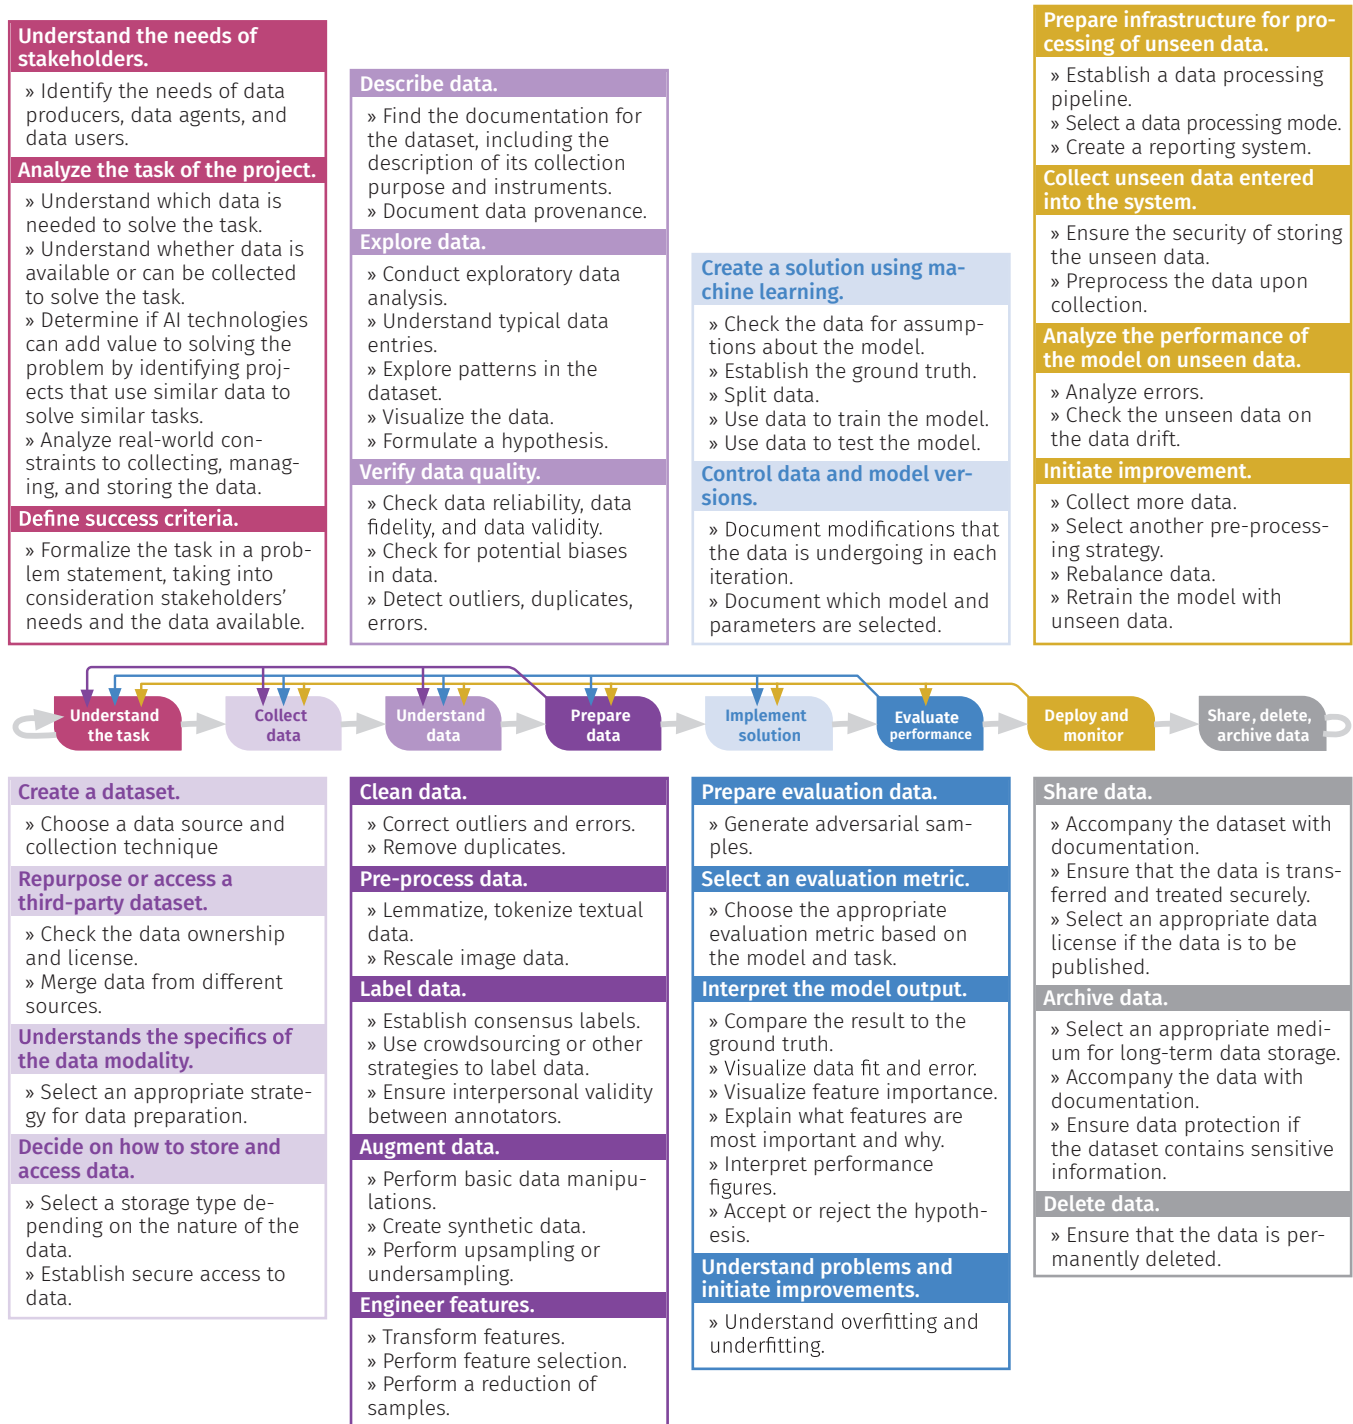 Understand the needs of
stakeholders.
» Identify the needs of data
producers, data agents, and
data users.
Analyze the task of the project.
» Understand which data is
needed to solve the task.
» Understand whether data is
available or can be collected
to solve the task.
» Determine if AI technologies
can add value to solving the
problem by identifying proj-
ects that use similar data to
solve similar tasks.
» Analyze real-world con-
straints to collecting, manag-
ing, and storing the data.
Define success criteria.
» Formalize the task in a prob-
lem statement, taking into
consideration stakeholders'
needs and the data available.
Describe data.
» Find the documentation for
the dataset, including the
description of its collection
purpose and instruments.
» Document data provenance.
Explore data.
» Conduct exploratory data
analysis.
» Understand typical data
entries.
» Explore patterns in the
dataset.
» Visualize the data.
» Formulate a hypothesis.
Verify data quality.
» Check data reliability, data
fidelity, and data validity.
» Check for potential biases
in data.
» Detect outliers, duplicates,
errors.
Create a solution using ma-
chine learning.
» Check the data for assump-
tions about the model.
» Establish the ground truth.
» Split data.
» Use data to train the model.
» Use data to test the model.
Control data and model ver-
sions.
» Document modifications that
the data is undergoing in each
iteration.
» Document which model and
parameters are selected.
Prepare infrastructure for pro-
cessing of unseen data.
» Establish a data processing
pipeline.
» Select a data processing mode.
» Create a reporting system.
Collect unseen data entered
into the system.
» Ensure the security of storing
the unseen data.
» Preprocess the data upon
collection.
Analyze the performance of
the model on unseen data.
» Analyze errors.
» Check the unseen data on
the data drift.
Initiate improvement.
» Collect more data.
» Select another pre-process-
ing strategy.
» Rebalance data.
» Retrain the model with
unseen data.
Understand
the task
Collect
data
Understand
data
Prepare
data
Implement
solution
Evaluate
performance
Deploy and
monitor
Share, delete,
archive data
Create a dataset.
» Choose a data source and
collection technique
Repurpose or access a
third-party dataset.
» Check the data ownership
and license.
» Merge data from different
sources.
Understands the specifics of
the data modality.
» Select an appropriate strate-
gy for data preparation.
Decide on how to store and
access data.
» Select a storage type de-
pending on the nature of the
data.
» Establish secure access to
data.
Clean data.
» Correct outliers and errors.
» Remove duplicates.
Pre-process data.
» Lemmatize, tokenize textual
data.
» Rescale image data.
Label data.
» Establish consensus labels.
» Use crowdsourcing or other
strategies to label data.
» Ensure interpersonal validity
between annotators.
Augment data.
» Perform basic data manipu-
lations.
» Create synthetic data.
» Perform upsampling or
undersampling.
Engineer features.
» Transform features.
» Perform feature selection.
» Perform a reduction of
samples.
Prepare evaluation data.
» Generate adversarial sam-
ples.
Select an evaluation metric.
» Choose the appropriate
evaluation metric based on
the model and task.
Interpret the model output.
» Compare the result to the
ground truth.
» Visualize data fit and error.
» Visualize feature importance.
» Explain what features are
most important and why.
» Interpret performance
figures.
» Accept or reject the hypoth-
esis.
Understand problems and
initiate improvements.
» Understand overfitting and
underfitting.
Share data.
» Accompany the dataset with
documentation.
» Ensure that the data is trans-
ferred and treated securely.
» Select an appropriate data
license if the data is to be
published.
Archive data.
» Select an appropriate medi-
um for long-term data storage.
» Accompany the data with
documentation.
» Ensure data protection if
the dataset contains sensitive
information.
Delete data.
» Ensure that the data is per-
manently deleted.